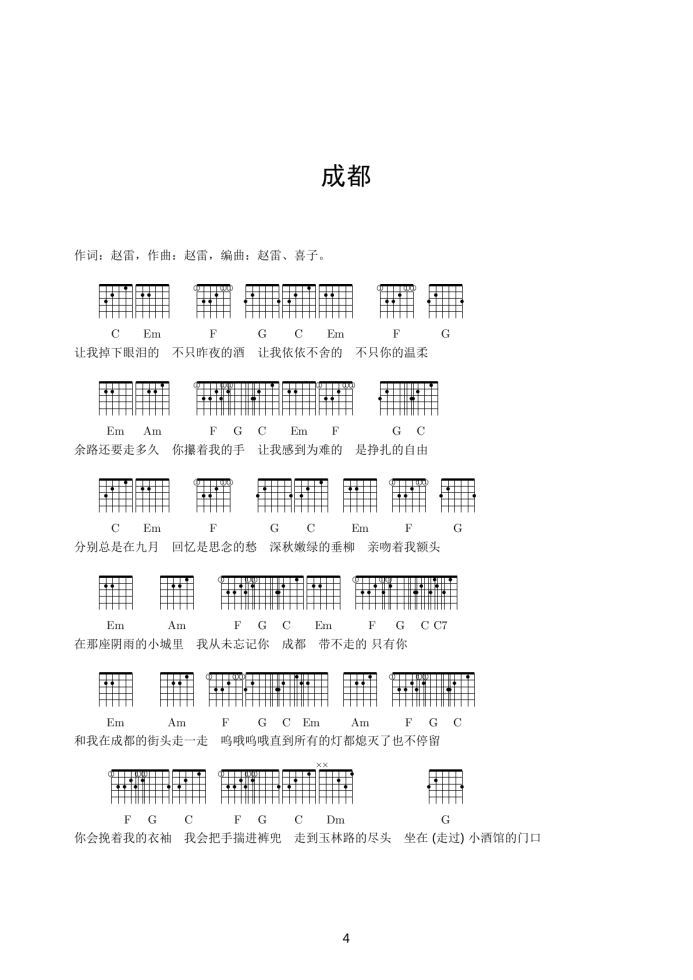 成都
作词：赵雷，作曲：赵雷，编曲：赵雷、喜子。
C Em F G C Em F G
让我掉下眼泪的 不只昨夜的酒 让我依依不舍的 不只你的温柔
Em Am F G C Em F G C
余路还要走多久 你攥着我的手 让我感到为难的 是挣扎的自由
C Em F G C Em F G
分别总是在九月 回忆是思念的愁 深秋嫩绿的垂柳 亲吻着我额头
Em Am F G C Em F G C C7
在那座阴雨的小城里 我从未忘记你 成都 带不走的 只有你
Em Am F G C Em Am F G C
和我在成都的街头走一走 呜哦呜哦直到所有的灯都熄灭了也不停留
××
F G C F G C Dm G
你会挽着我的衣袖 我会把手揣进裤兜 走到玉林路的尽头 坐在 (走过) 小酒馆的门口
4